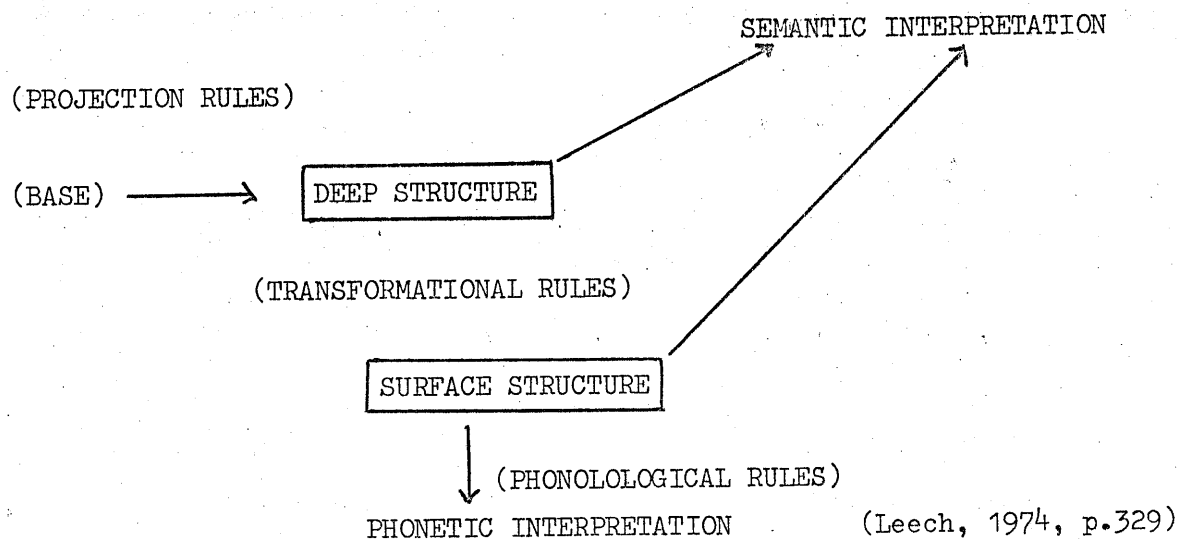 SEMANTIC INTERPRETATION
(PROJECTION RULES)
(BASE)
DEEP STRUCTURE
(TRANSFORMATIONAL RULES)
SURFACE STRUCTURE
(PHONOLOLOGICAL RULES)
PHONETIC INTERPRETATION (Leech, 1974, p.329)